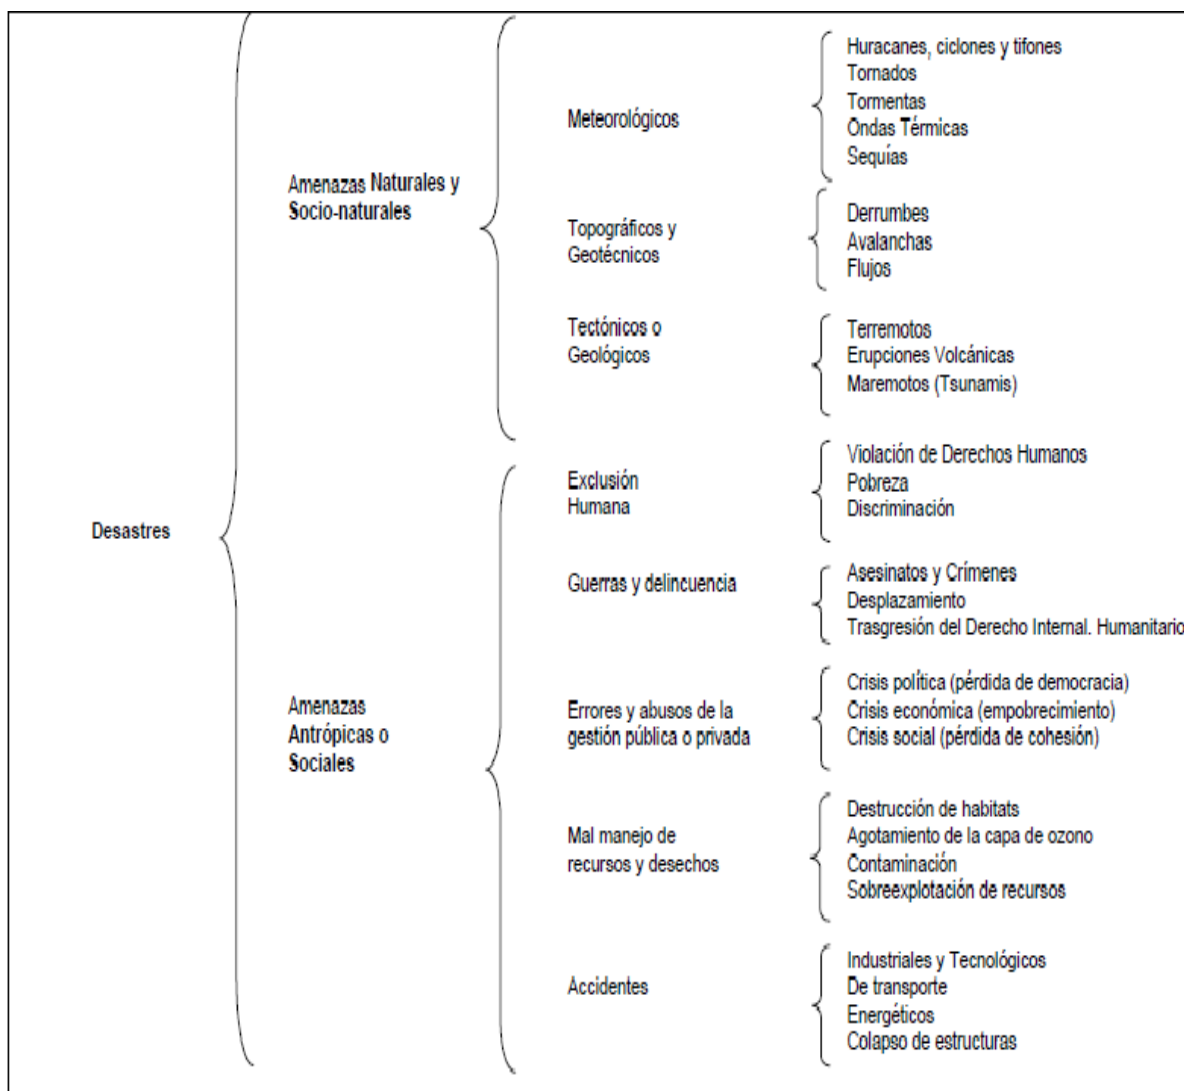 Desastres
Amenazas Naturales y
Socio-naturales
Meteorológicos
Huracanes, ciclones y tifones
Tornados
Tormentas
Ondas Térmicas
Sequías
Topográficos y
Geotécnicos
Derrumbes
Avalanchas
Flujos
Tectónicos o
Geológicos
Terremotos
Erupciones Volcánicas
Maremotos (Tsunamis)
Amenazas
Antrópicas o
Sociales
Exclusión
Humana
Violación de Derechos Humanos
Pobreza
Discriminación
Guerras y delincuencia
Asesinatos y Crímenes
Desplazamiento
Trasgresión del Derecho Internal. Humanitario
Errores y abusos de la
gestión pública o privada
Crisis política (pérdida de democracia)
Crisis económica (empobrecimiento)
Crisis social (pérdida de cohesión)
Mal manejo de
recursos y desechos
Destrucción de habitats
Agotamiento de la capa de ozono
Contaminación
Sobreexplotación de recursos
Accidentes
Industriales y Tecnológicos
De transporte
Energéticos
Colapso de estructuras